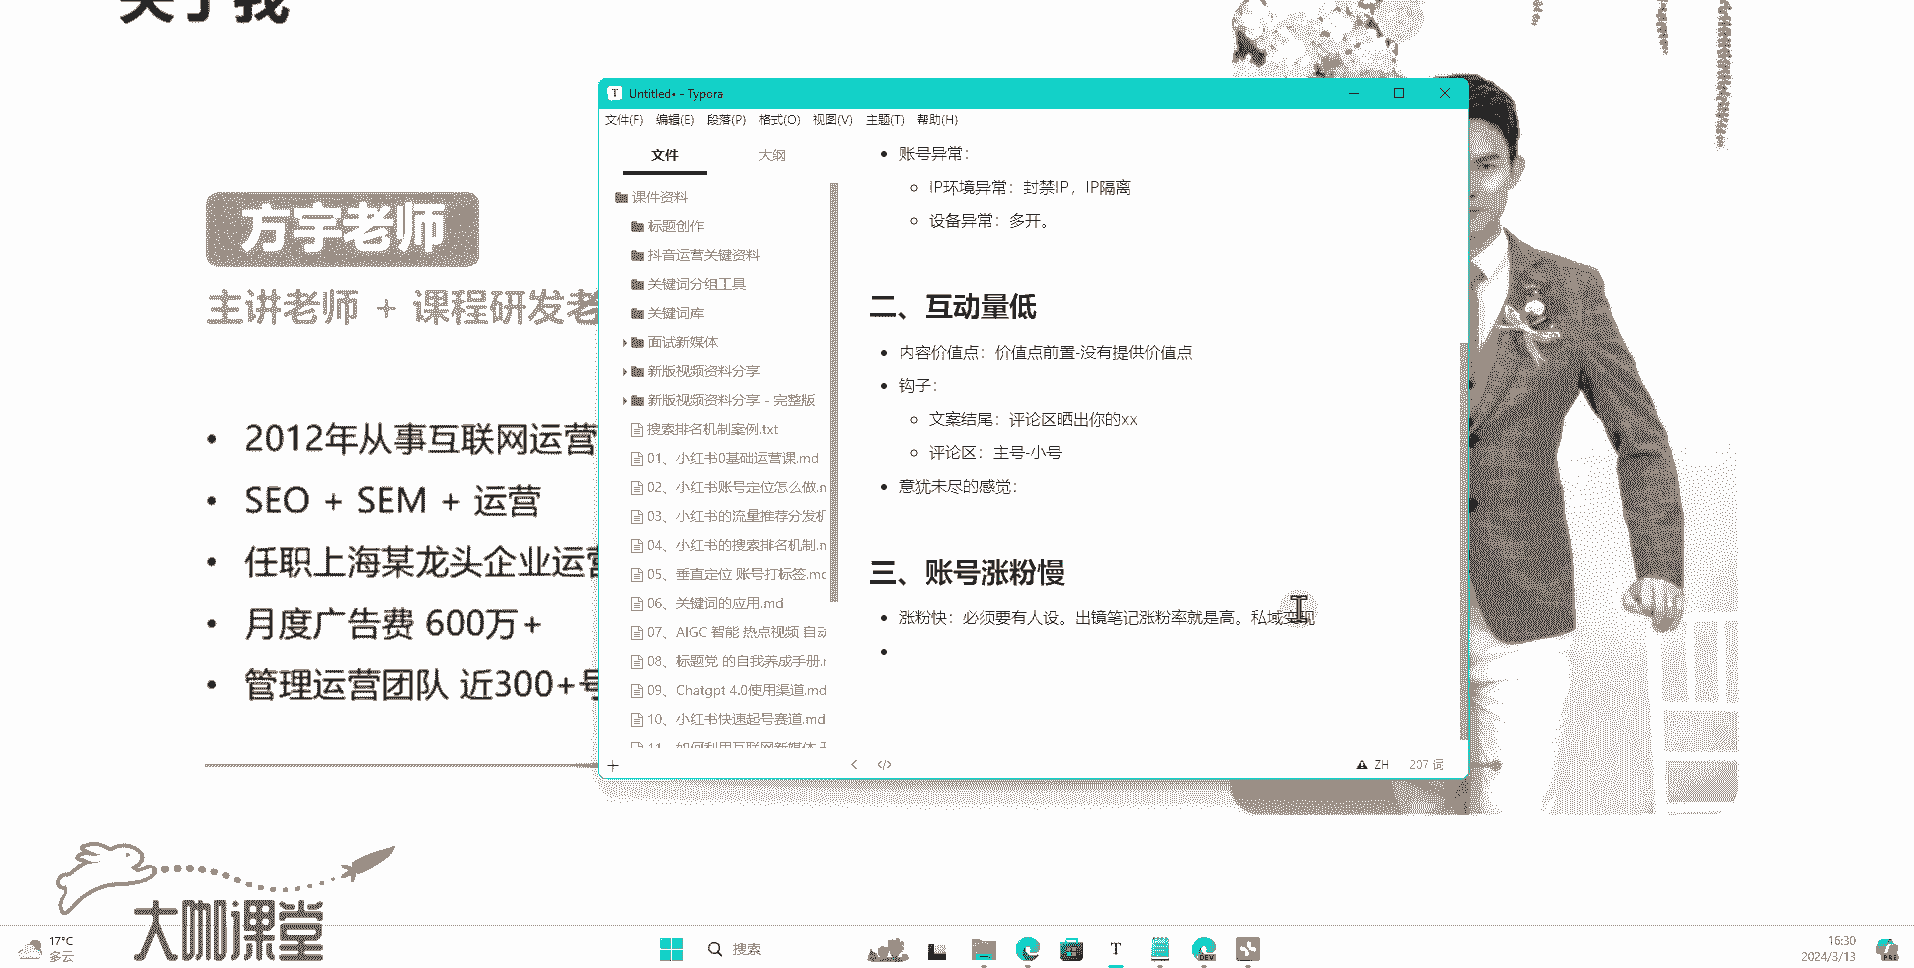 关于我
方宇老师
主讲老师 + 课程研发老
2012年从事互联网运营
SEO + SEM + 运营
任职上海某龙头企业运营
月度广告费 600万+
管理运营团队 近300+号
Untitled• - Typora
文件(F) 编辑(E) 段落(P) 格式(O) 视图(V) 主题(T) 帮助(H)
文件 大纲
课件资料
标题创作
抖音运营关键资料
关键词分组工具
关键词库
面试新媒体
新版视频资料分享
新版视频资料分享 - 完整版
搜索排名机制案例.txt
01、小红书0基础运营课.md
02、小红书账号定位怎么做.m
03、小红书的流量推荐分发机
04、小红书的搜索排名机制.m
05、垂直定位 账号打标签.md
06、关键词的应用.md
07、AIGC 智能 热点视频 自动
08、标题党 的自我养成手册.m
09、Chatgpt 4.0使用渠道.md
10、小红书快速起号赛道.md
11、如何利用互联网新媒体
账号异常：
IP环境异常：封禁IP，IP隔离
设备异常：多开。
二、互动量低
内容价值点：价值点前置-没有提供价值点
钩子：
文案结尾：评论区晒出你的xx
评论区：主号-小号
意犹未尽的感觉：
三、账号涨粉慢
涨粉快：必须要有人设。出镜笔记涨粉率就是高。私域变现
ZH 207 词
大咖课堂
17°C
多云
搜索
DEV
16:30
2024/3/13
PRE